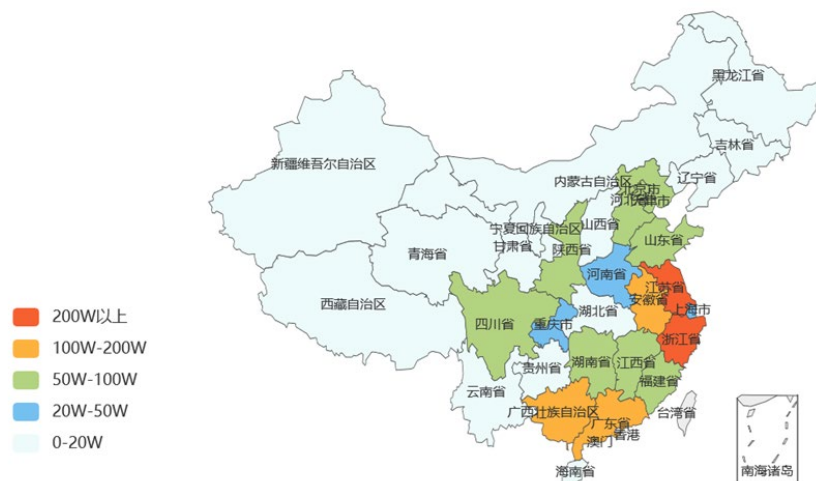 黑龙江省
吉林省
辽宁省
新疆维吾尔自治区
内蒙古自治区
北京市
河北省
天津市
宁夏回族自治区
山西省
山东省
青海省
甘肃省
陕西省
河南省
江苏省
西藏自治区
安徽省
上海市
湖北省
四川省
重庆市
浙江省
湖南省
江西省
贵州省
福建省
云南省
广西壮族自治区
广东省
台湾省
香港
澳门
海南省
南海诸岛
200W以上
100W-200W
50W-100W
20W-50W
0-20W